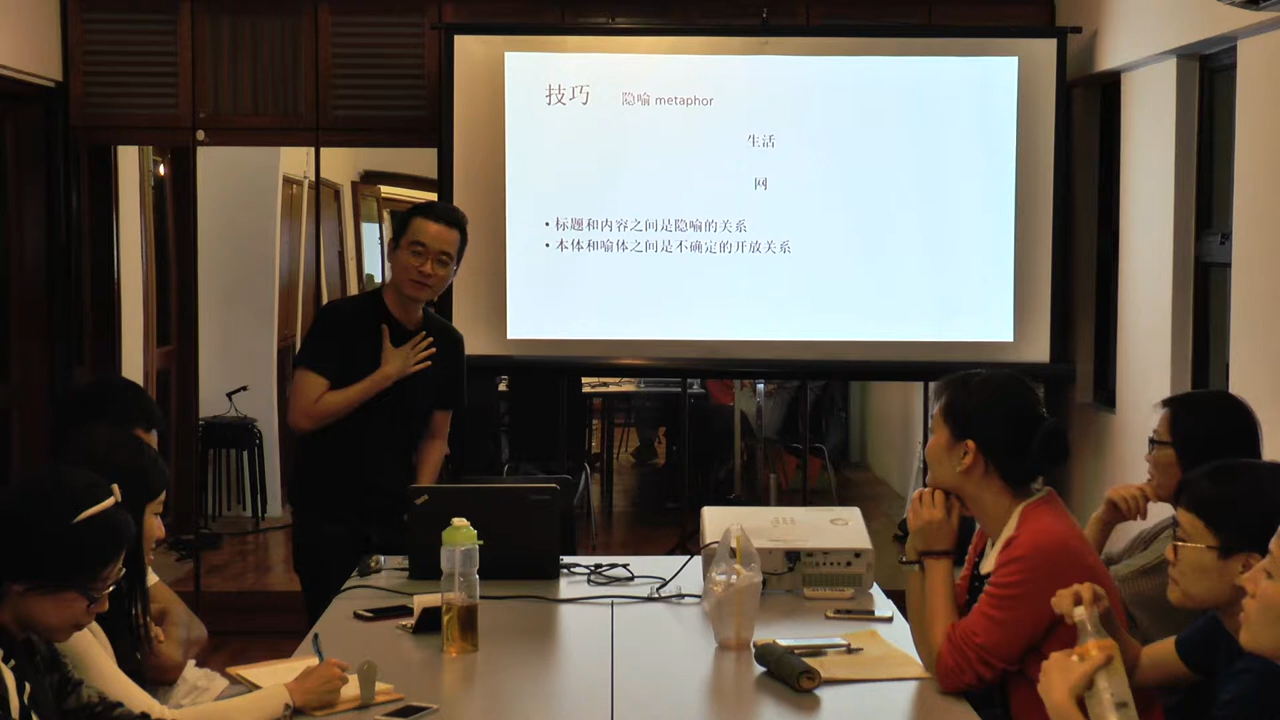 技巧 隐喻 metaphor
生活
网
• 标题和内容之间是隐喻的关系
• 本体和喻体之间是不确定的开放关系